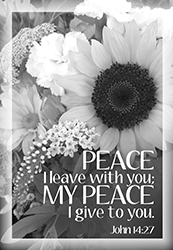 PEACE
I leave with you;
MY PEACE
I give to you.
John 14:27